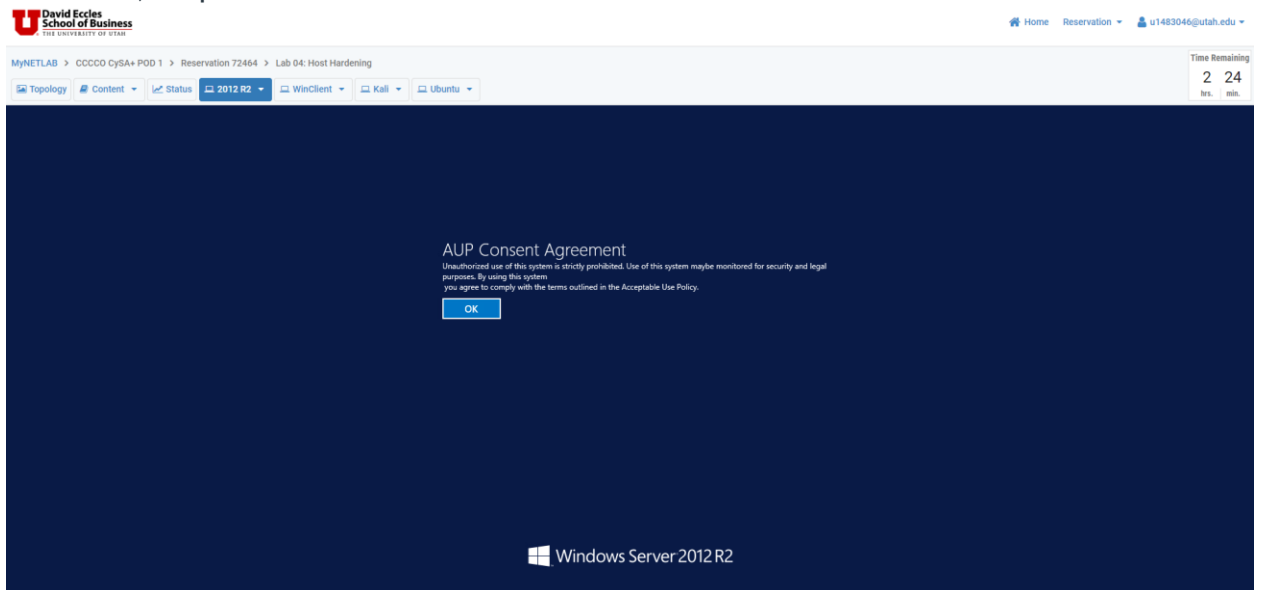 David Eccles
School of Business
THE UNIVERSITY OF UTAH
Home Reservation u1483046@utah.edu
MyNETLAB > CCCCO CySA+ POD 1 > Reservation 72464 > Lab 04: Host Hardening
Time Remaining
2 24
hrs. min.
Topology Content Status 2012 R2 WinClient Kali Ubuntu
AUP Consent Agreement
Unauthorized use of this system is strictly prohibited. Use of this system maybe monitored for security and legal
purposes. By using this system
you agree to comply with the terms outlined in the Acceptable Use Policy.
OK
Windows Server 2012 R2